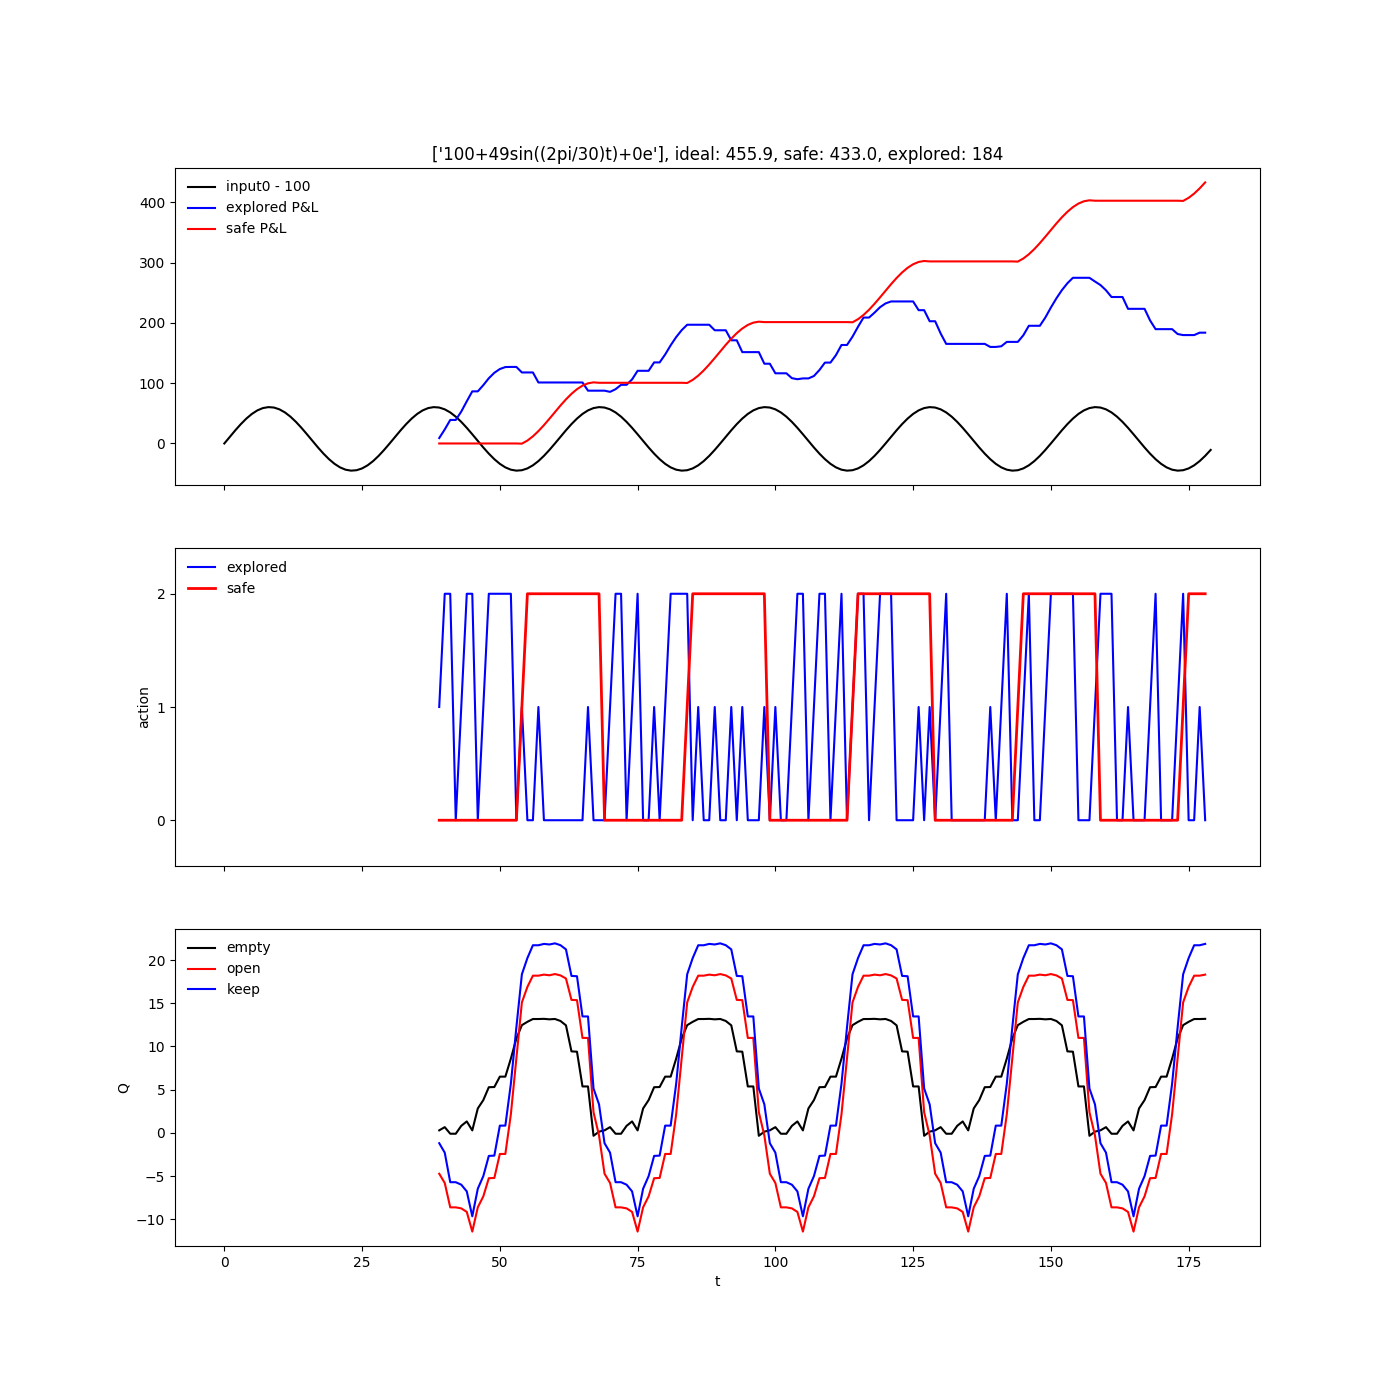 ['100+49sin((2pi/30)t)+0e'], ideal: 455.9, safe: 433.0, explored: 184
input0 - 100
explored P&L
safe P&L
400
300
200
100
0
explored
safe
2
1
0
action
empty
open
keep
20
15
10
5
0
−5
−10
Q
0 25 50 75 100 125 150 175
t